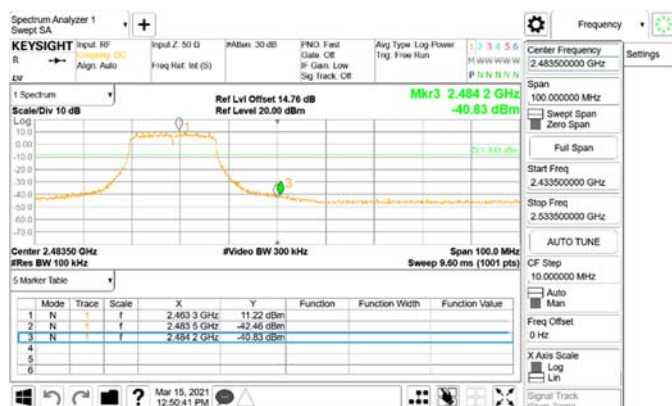 Spectrum Analyzer 1
Swept SA
Frequency
KEYSIGHT
Input: RF
Coupling: DC
Align: Auto
Input Z: 50 Ω
Freq Ref: Int (S)
#Atten: 30 dB
PNO: Fast
Gate: Off
IF Gain: Low
Sig Track: Off
Avg Type: Log-Power
Trig: Free Run
1 2 3 4 5 6
M W W W W W
P N N N N N
R
LXI
Center Frequency
2.483500000 GHz
Settings
Span
100.000000 MHz
Swept Span
Zero Span
Full Span
Start Freq
2.433500000 GHz
Stop Freq
2.533500000 GHz
AUTO TUNE
CF Step
10.000000 MHz
Auto
Man
Freq Offset
0 Hz
X Axis Scale
Log
Lin
Signal Track
1 Spectrum
Scale/Div 10 dB
Ref Lvl Offset 14.76 dB
Ref Level 20.00 dBm
Mkr3 2.484 2 GHz
-40.83 dBm
Log
10.0
0.00
-10.0
-20.0
-30.0
-40.0
-50.0
-60.0
-70.0
1
3
Center 2.48350 GHz
#Res BW 100 kHz
#Video BW 300 kHz
Span 100.0 MHz
Sweep 9.60 ms (1001 pts)
5 Marker Table
Mode Trace Scale X Y Function Function Width Function Value
1 N 1 f 2.463 3 GHz 11.22 dBm
2 N 1 f 2.483 5 GHz -42.46 dBm
3 N 1 f 2.484 2 GHz -40.83 dBm
4
5
6
?
Mar 15, 2021
12:50:41 PM